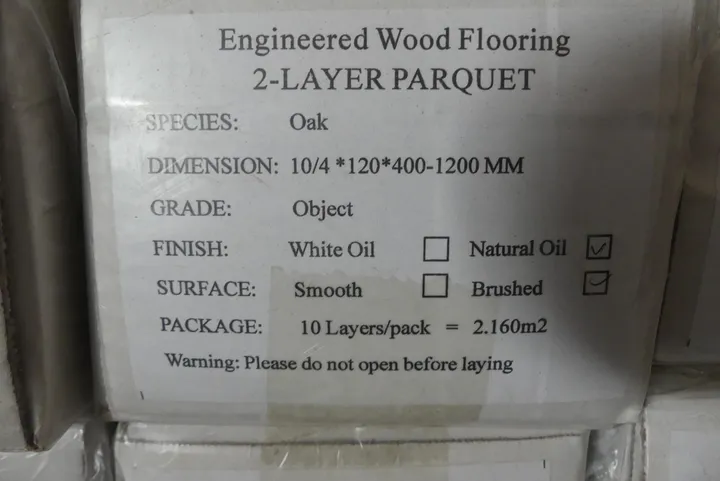 Engineered Wood Flooring
2-LAYER PARQUET
SPECIES: Oak
DIMENSION: 10/4 *120*400-1200 MM
GRADE: Object
FINISH: White Oil ☐ Natural Oil ☑
SURFACE: Smooth ☐ Brushed ☑
PACKAGE: 10 Layers/pack = 2.160m2
Warning: Please do not open before laying